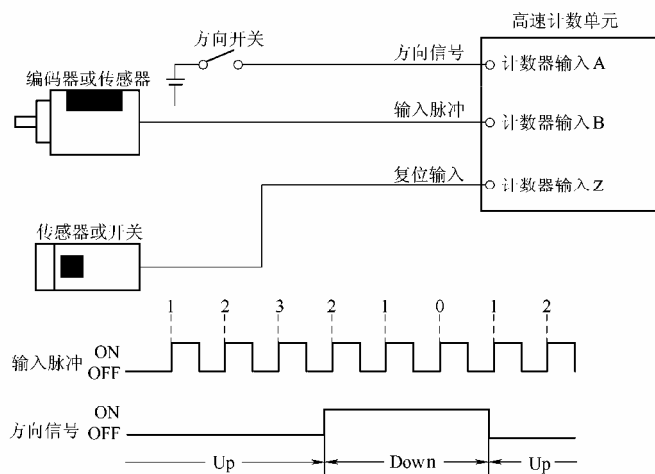 高速计数单元
方向开关
方向信号
计数器输入A
编码器或传感器
输入脉冲
计数器输入B
复位输入
计数器输入Z
传感器或开关
1 2 3 2 1 0 1 2
输入脉冲
ON
OFF
方向信号
ON
OFF
Up Down Up